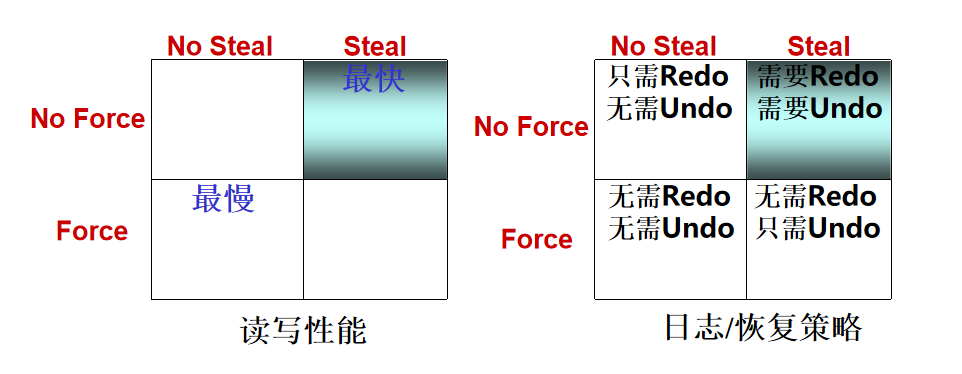 No Steal
Steal
No Force
最快
Force
最慢
读写性能
No Steal
Steal
No Force
只需Redo
无需Undo
需要Redo
需要Undo
Force
无需Redo
无需Undo
无需Redo
只需Undo
日志/恢复策略